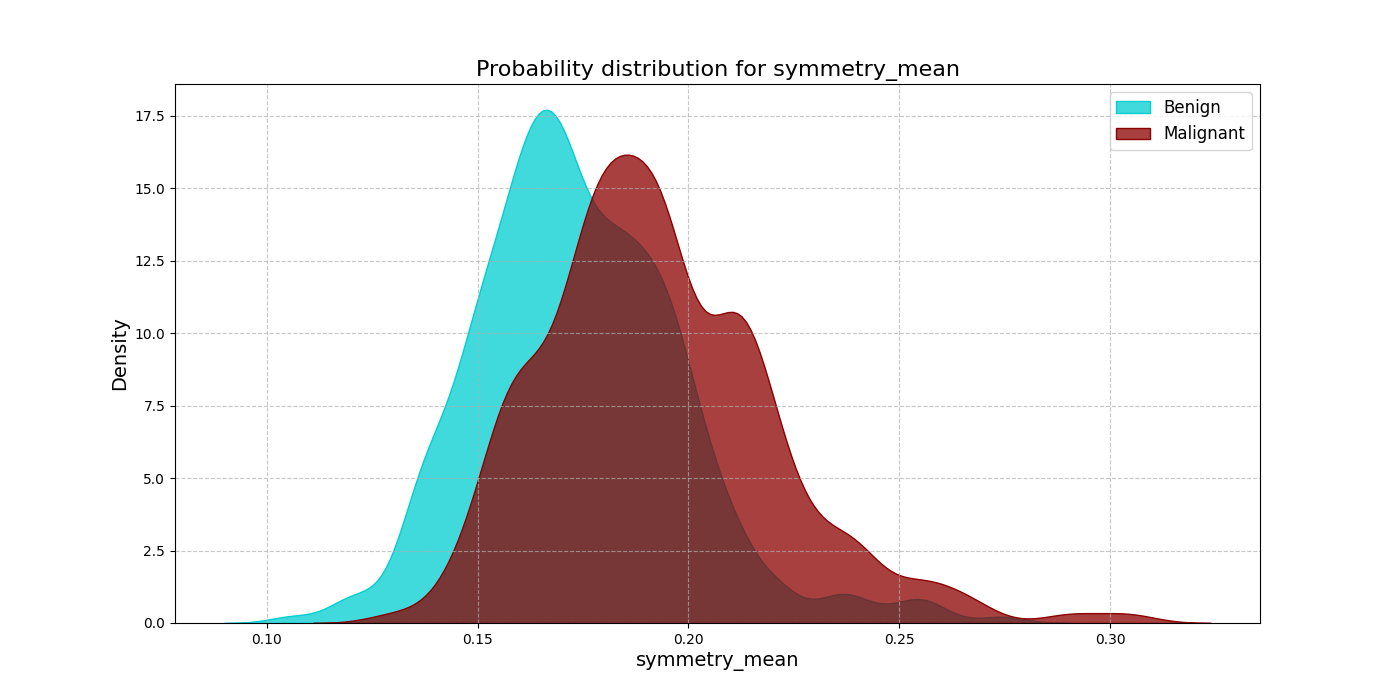 Probability distribution for symmetry_mean
Benign
Malignant
Density
17.5
15.0
12.5
10.0
7.5
5.0
2.5
0.0
0.10 0.15 0.20 0.25 0.30
symmetry_mean